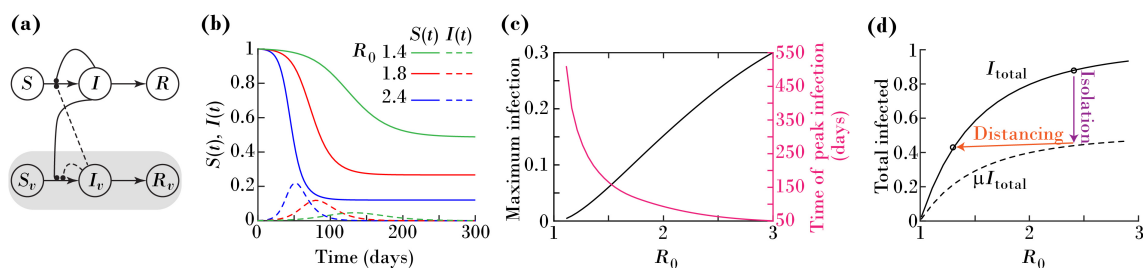 (a)
S I R
S_v I_v R_v
(b)
S(t) I(t)
R_0 1.4
1.8
2.4
S(t), I(t)
1
0.8
0.6
0.4
0.2
0
0 100 200 300
Time (days)
(c)
Maximum infection
0.3
0.2
0.1
0
1 2 3
R_0
550
450
350
250
150
50
Time of peak infection
(days)
(d)
Total infected
1
0.8
0.6
0.4
0.2
0
1 2 3
R_0
I_total
Isolation
Distancing
μI_total